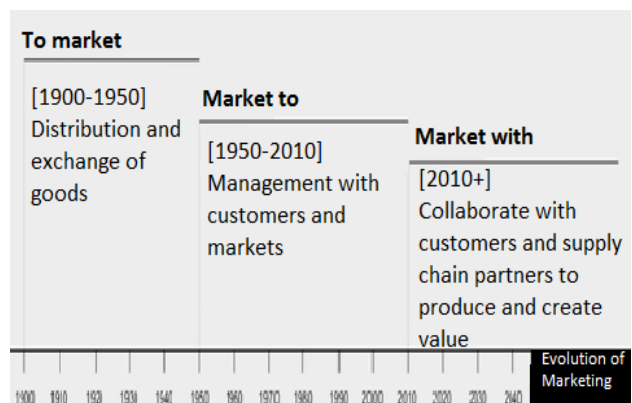 To market
[1900-1950]
Distribution and
exchange of
goods
Market to
[1950-2010]
Management with
customers and
markets
Market with
[2010+]
Collaborate with
customers and supply
chain partners to
produce and create
value
Evolution of
Marketing
1900 1910 1920 1930 1940 1950 1960 1970 1980 1990 2000 2010 2020 2030 2040